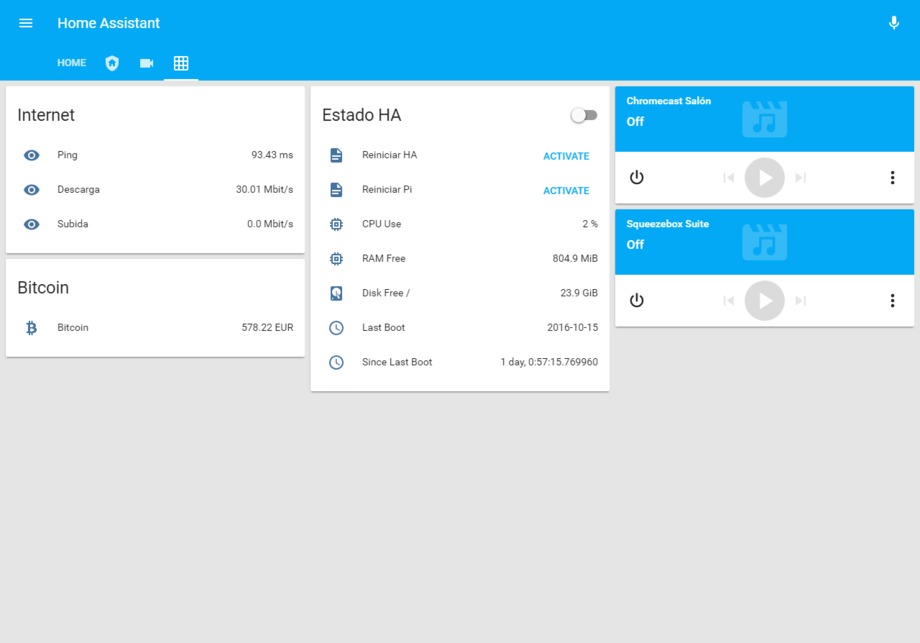 Home Assistant
HOME
Internet
Ping 93.43 ms
Descarga 30.01 Mbit/s
Subida 0.0 Mbit/s
Bitcoin
Bitcoin 578.22 EUR
Estado HA
Reiniciar HA ACTIVATE
Reiniciar Pi ACTIVATE
CPU Use 2 %
RAM Free 804.9 MiB
Disk Free / 23.9 GiB
Last Boot 2016-10-15
Since Last Boot 1 day, 0:57:15.769960
Chromecast Salón
Off
Squeezebox Suite
Off